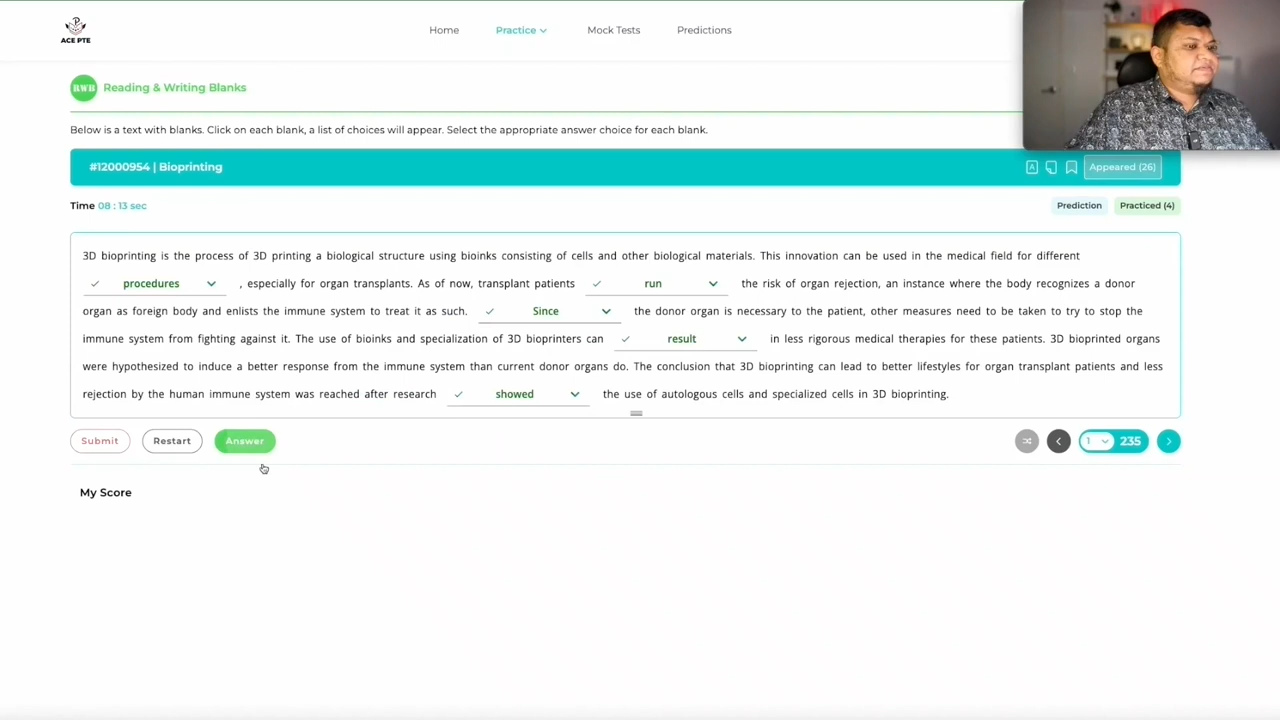 ACE PTE
Home Practice Mock Tests Predictions
RWB Reading & Writing Blanks
Below is a text with blanks. Click on each blank, a list of choices will appear. Select the appropriate answer choice for each blank.
#12000954 | Bioprinting
A Appeared (26)
Time 08 : 13 sec
Prediction Practiced (4)
3D bioprinting is the process of 3D printing a biological structure using bioinks consisting of cells and other biological materials. This innovation can be used in the medical field for different
procedures , especially for organ transplants. As of now, transplant patients run the risk of organ rejection, an instance where the body recognizes a donor
organ as foreign body and enlists the immune system to treat it as such. Since the donor organ is necessary to the patient, other measures need to be taken to try to stop the
immune system from fighting against it. The use of bioinks and specialization of 3D bioprinters can result in less rigorous medical therapies for these patients. 3D bioprinted organs
were hypothesized to induce a better response from the immune system than current donor organs do. The conclusion that 3D bioprinting can lead to better lifestyles for organ transplant patients and less
rejection by the human immune system was reached after research showed the use of autologous cells and specialized cells in 3D bioprinting.
Submit Restart Answer 1 235
My Score